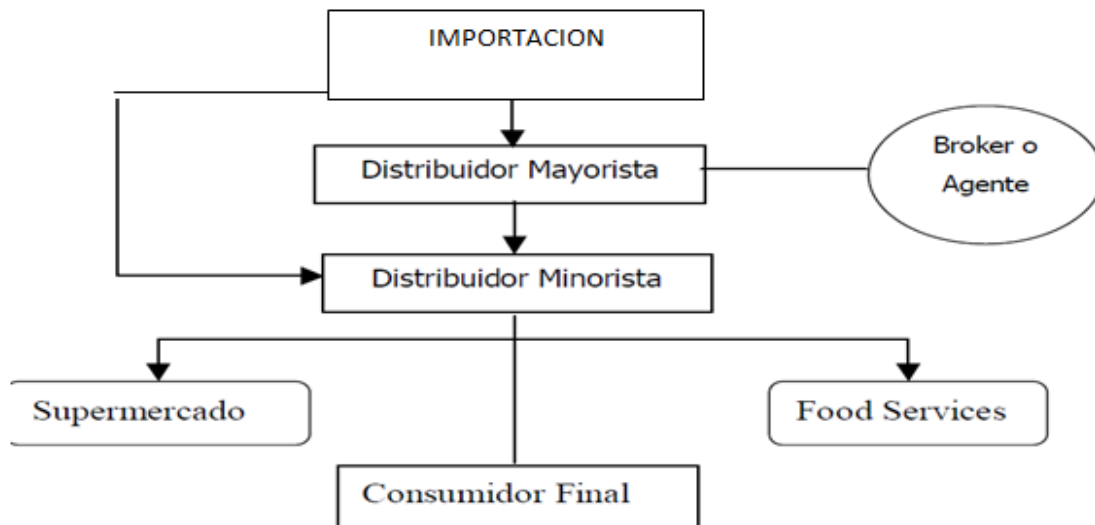 IMPORTACION
Distribuidor Mayorista
Broker o
Agente
Distribuidor Minorista
Supermercado
Food Services
Consumidor Final